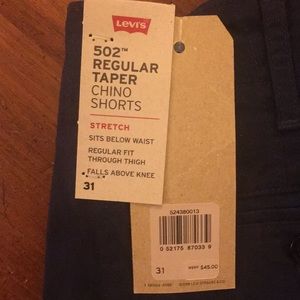 Levi's
502™
REGULAR
TAPER
CHINO
SHORTS
STRETCH
SITS BELOW WAIST
REGULAR FIT
THROUGH THIGH
FALLS ABOVE KNEE
31
524380013
0 52175 87033 9
31 MSRP $45.00